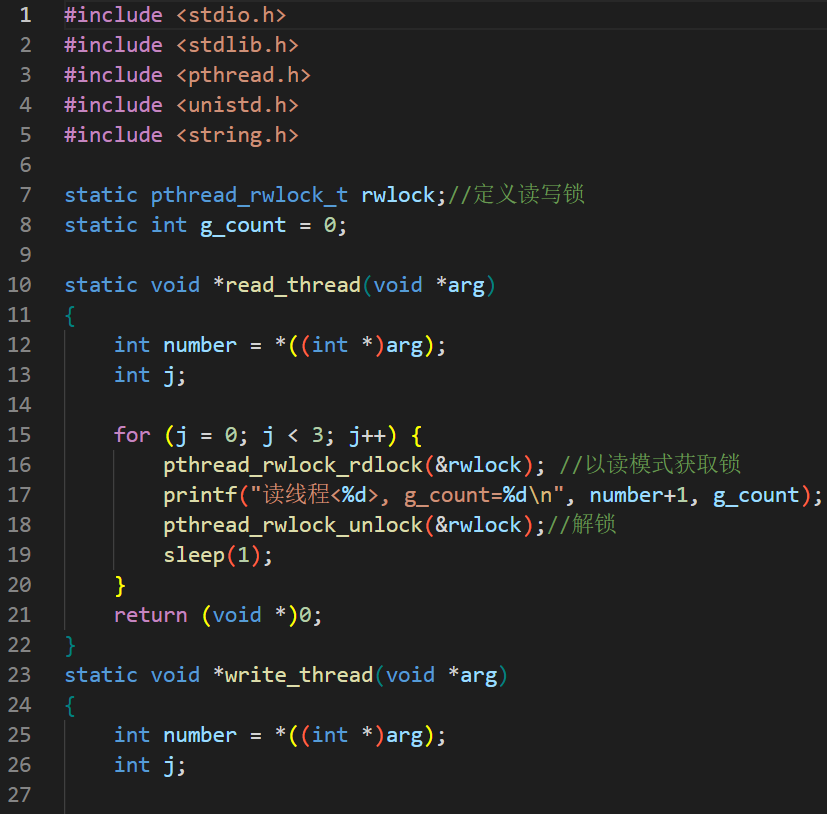 1 #include <stdio.h>
2 #include <stdlib.h>
3 #include <pthread.h>
4 #include <unistd.h>
5 #include <string.h>
6
7 static pthread_rwlock_t rwlock;//定义读写锁
8 static int g_count = 0;
9
10 static void *read_thread(void *arg)
11 {
12     int number = *((int *)arg);
13     int j;
14
15     for (j = 0; j < 3; j++) {
16         pthread_rwlock_rdlock(&rwlock); //以读模式获取锁
17         printf("读线程<%d>, g_count=%d\n", number+1, g_count);
18         pthread_rwlock_unlock(&rwlock);//解锁
19         sleep(1);
20     }
21     return (void *)0;
22 }
23 static void *write_thread(void *arg)
24 {
25     int number = *((int *)arg);
26     int j;
27